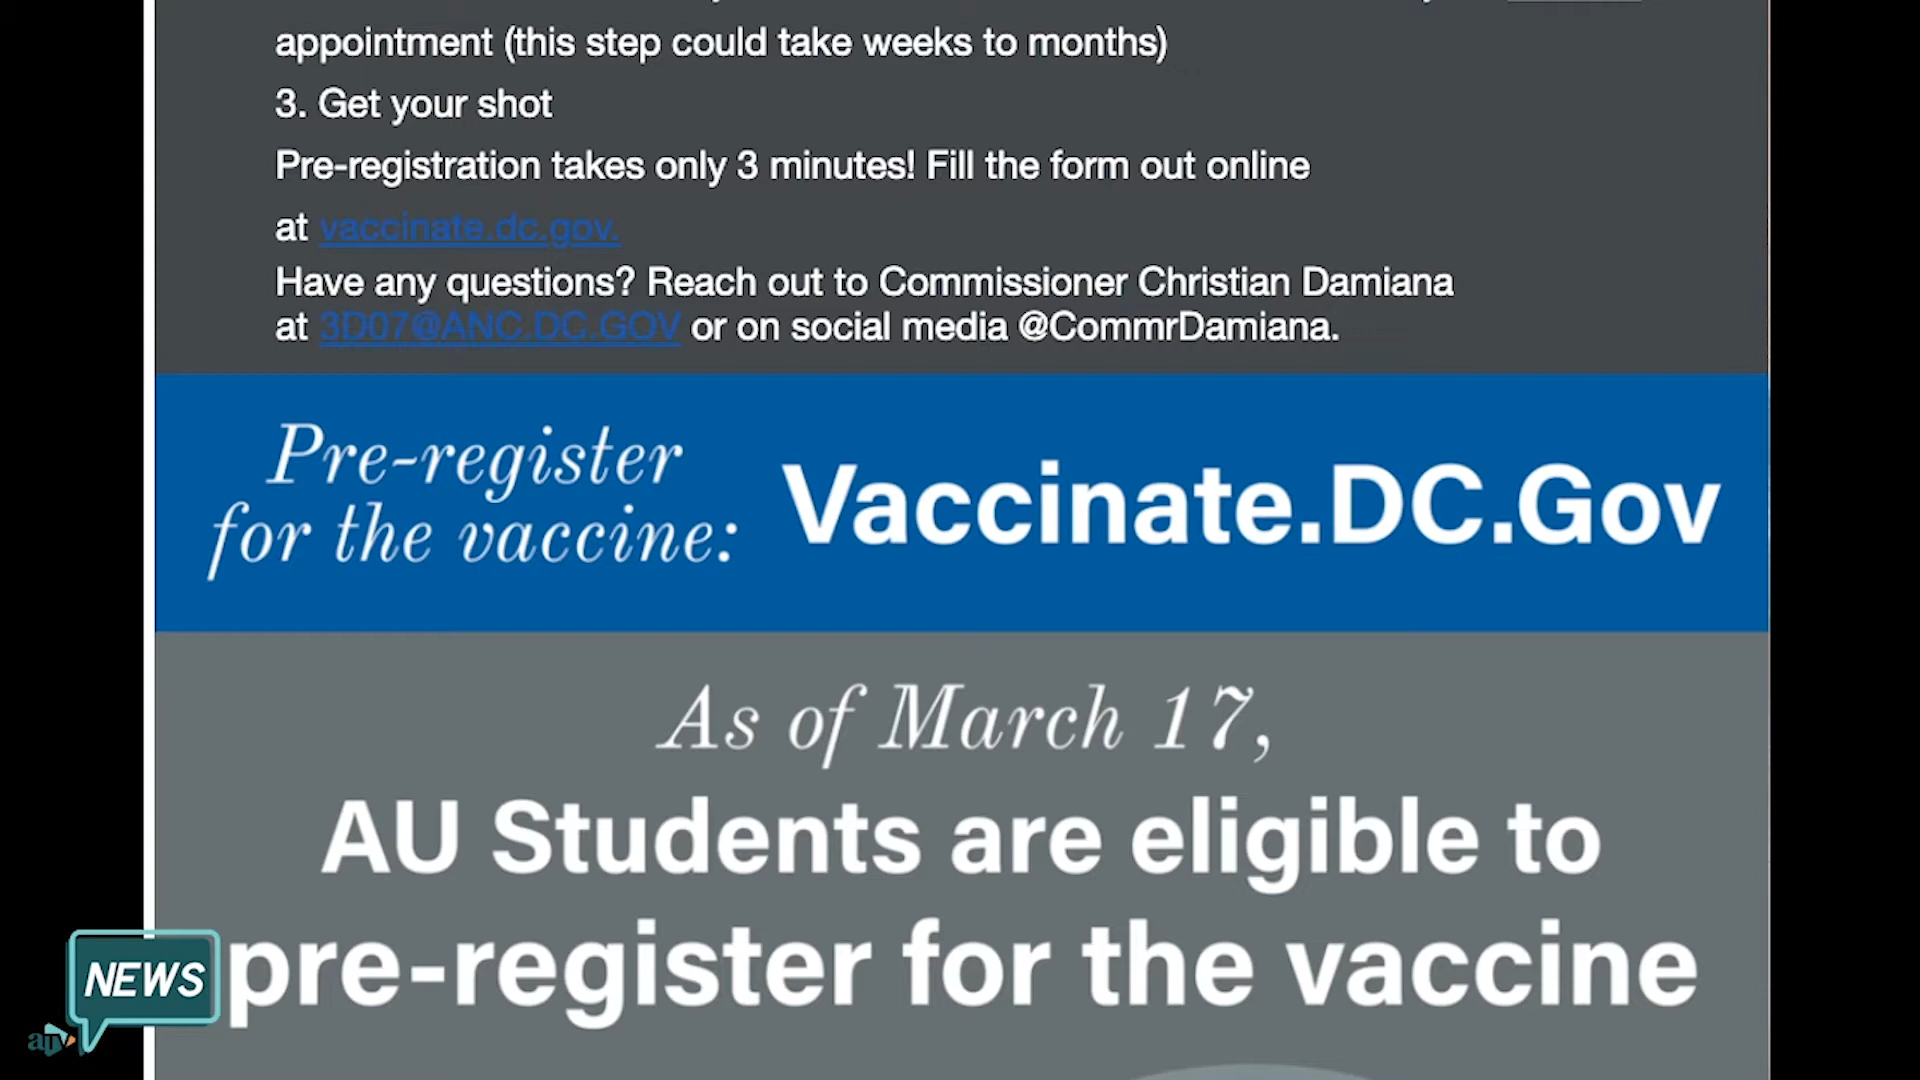 appointment (this step could take weeks to months)
3. Get your shot
Pre-registration takes only 3 minutes! Fill the form out online
at vaccinate.dc.gov.
Have any questions? Reach out to Commissioner Christian Damiana
at 3D07@ANC.DC.GOV or on social media @CommrDamiana.
Pre-register
for the vaccine:
Vaccinate.DC.Gov
As of March 17,
AU Students are eligible to
pre-register for the vaccine
NEWS
atv